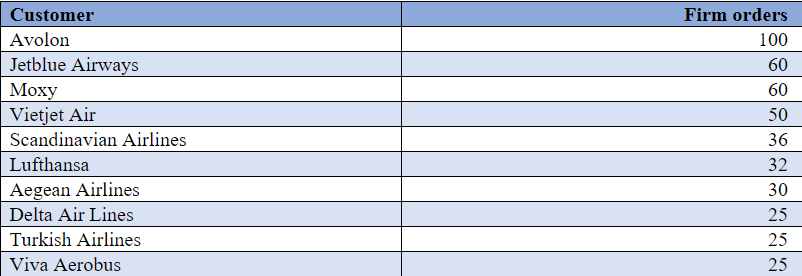 Customer Firm orders
Avolon 100
Jetblue Airways 60
Moxy 60
Vietjet Air 50
Scandinavian Airlines 36
Lufthansa 32
Aegean Airlines 30
Delta Air Lines 25
Turkish Airlines 25
Viva Aerobus 25